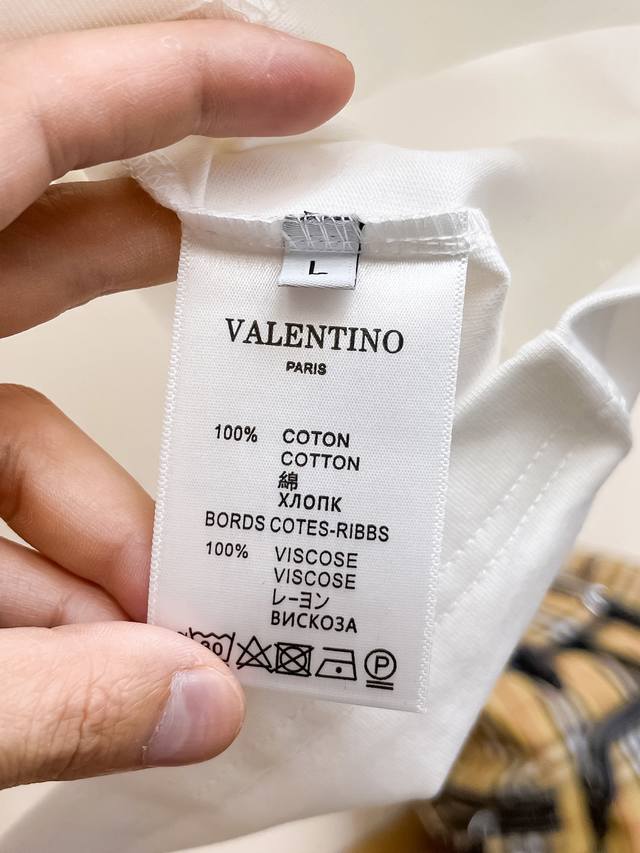 L
VALENTINO
PARIS
100% COTON
COTTON
綿
ХЛОПК
BORDS COTES-RIBBS
100% VISCOSE
VISCOSE
レーヨン
ВИСКОЗА
P